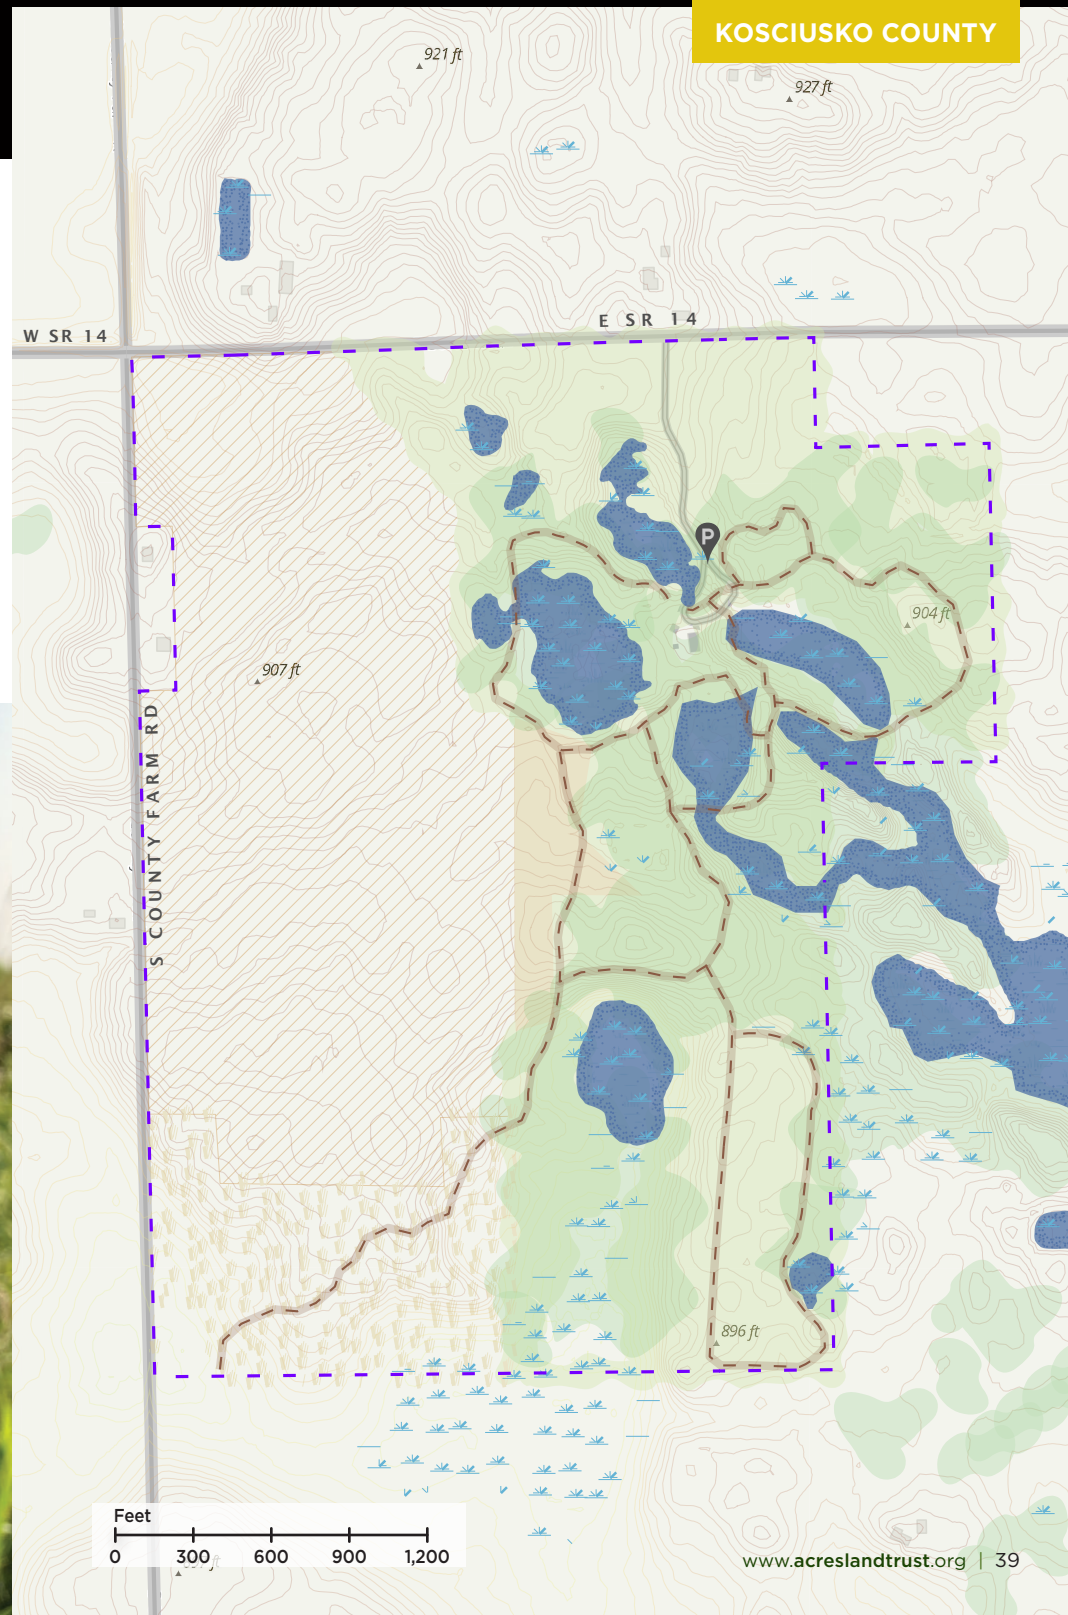 KOSCIUSKO COUNTY
921 ft
927 ft
E SR 14
W SR 14
P
904 ft
907 ft
S COUNTY FARM RD
896 ft
Feet
0 300 600 900 1,200
www.acreslandtrust.org | 39